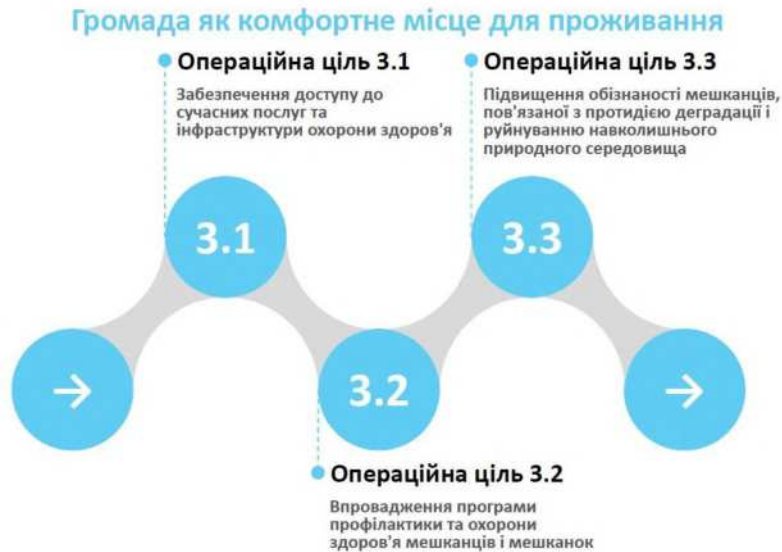 Громада як комфортне місце для проживання
Операційна ціль 3.1
Забезпечення доступу до
сучасних послуг та
інфраструктури охорони здоров'я
Операційна ціль 3.3
Підвищення обізнаності мешканців,
пов'язаної з протидією деградації і
руйнуванню навколишнього
природного середовища
3.1
3.3
→
3.2
→
Операційна ціль 3.2
Впровадження програми
профілактики та охорони
здоров'я мешканців і мешканок